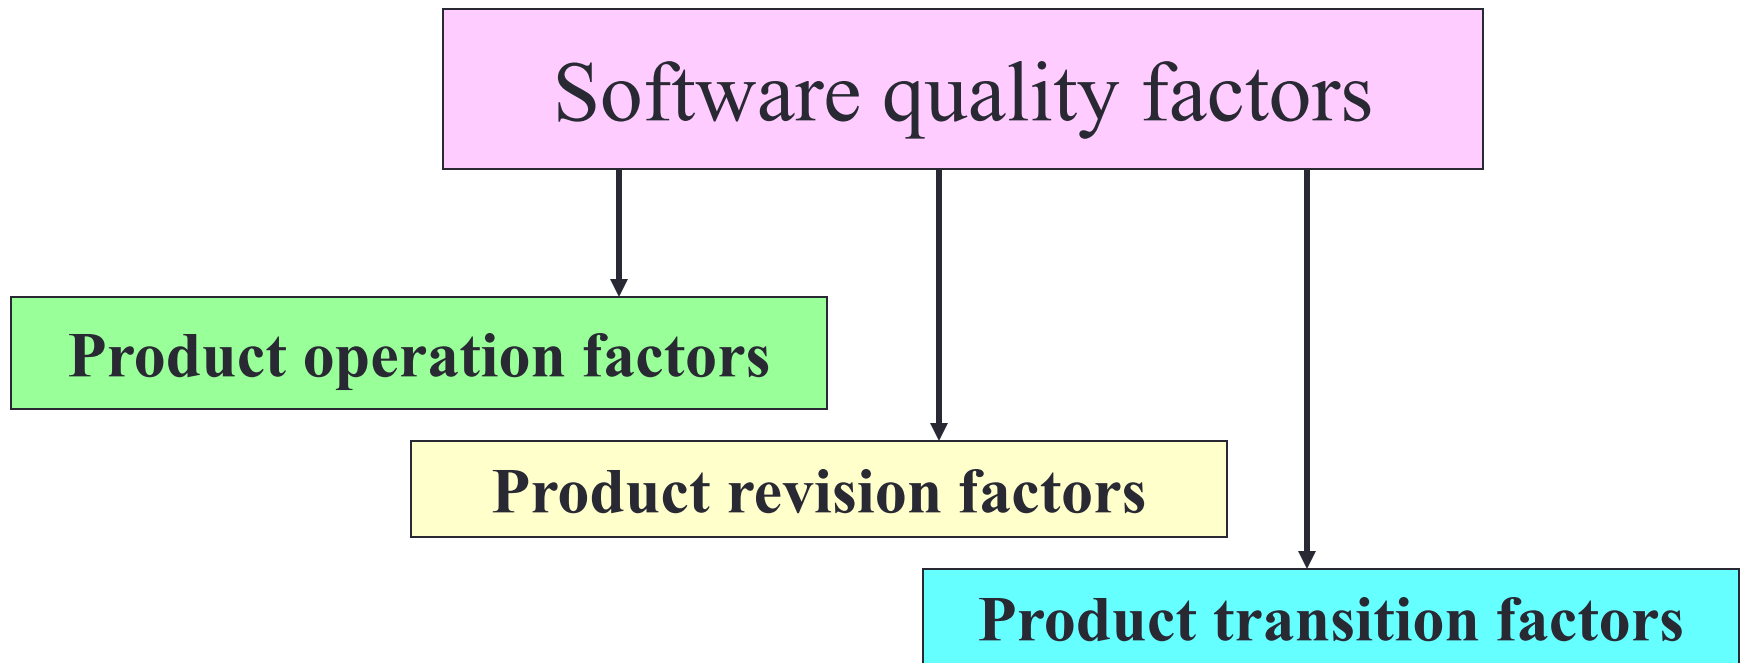 Software quality factors
Product operation factors
Product revision factors
Product transition factors